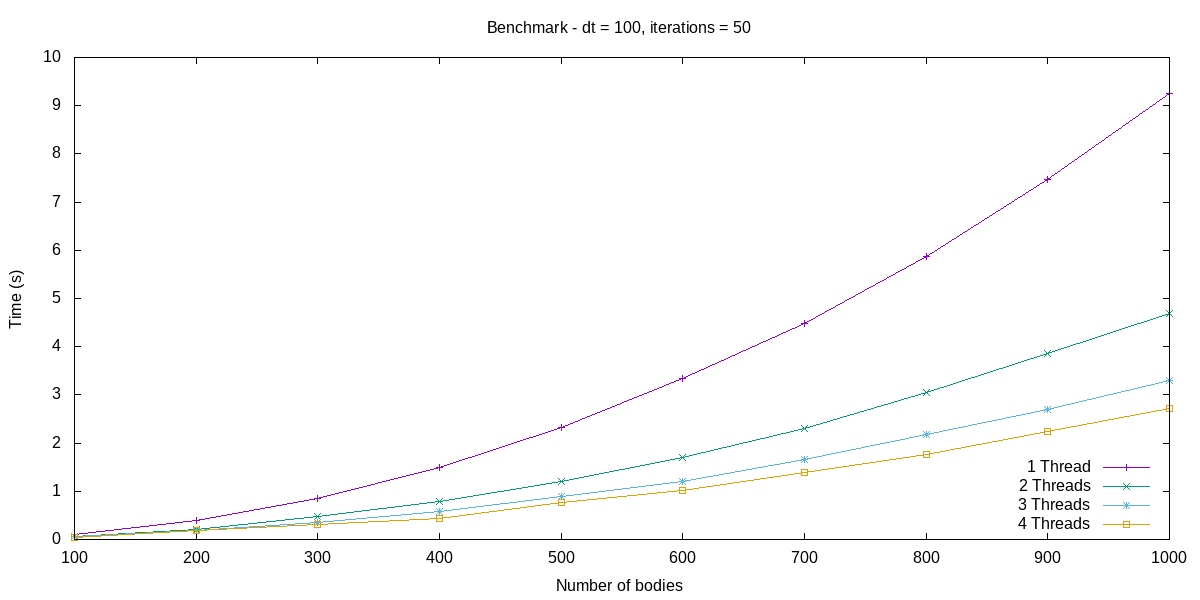 Benchmark - dt = 100, iterations = 50
10
9
8
7
6
5
4
3
2
1
0
Time (s)
1 Thread
2 Threads
3 Threads
4 Threads
100 200 300 400 500 600 700 800 900 1000
Number of bodies